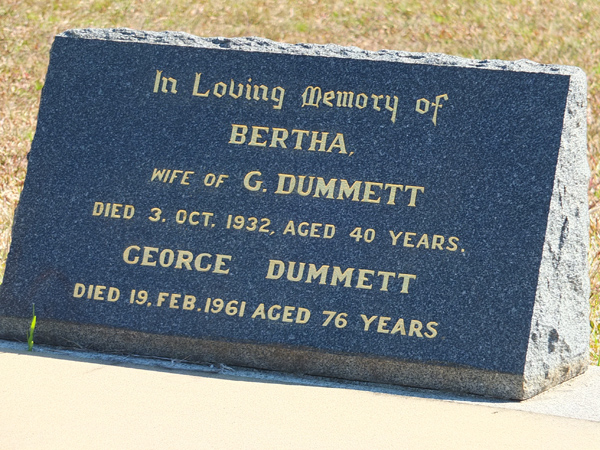 In Loving Memory of
BERTHA,
WIFE OF G. DUMMETT
DIED 3. OCT. 1932, AGED 40 YEARS.
GEORGE DUMMETT
DIED 19. FEB. 1961 AGED 76 YEARS